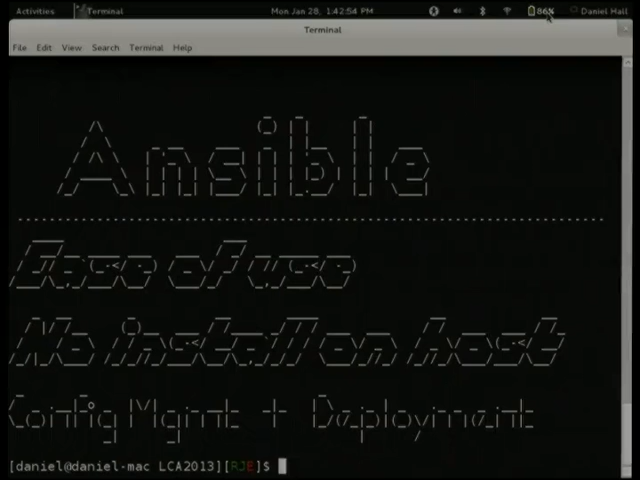 Activities Terminal Mon Jan 28, 1:42:54 PM 86% Daniel Hall
Terminal
File Edit View Search Terminal Help
Ansible
Ease of use
No install on host
Config Mgmt + Deployment
[daniel@daniel-mac LCA2013][RJE]$